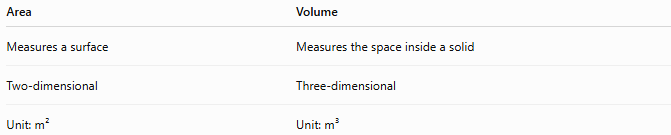 Area Volume
Measures a surface Measures the space inside a solid
Two-dimensional Three-dimensional
Unit: m² Unit: m³